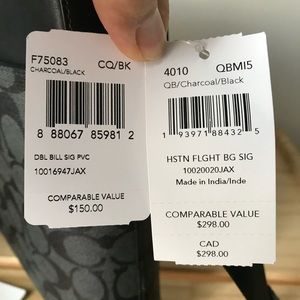 F75083 CQ/BK
CHARCOAL/BLACK
8 88067 85981 2
DBL BILL SIG PVC
10016947JAX
COMPARABLE VALUE
$150.00
4010 QBMI5
QB/Charcoal/Black
1 93971 88432 5
HSTN FLGHT BG SIG
10020020JAX
Made in India/Inde
COMPARABLE VALUE
$298.00
CAD
$298.00